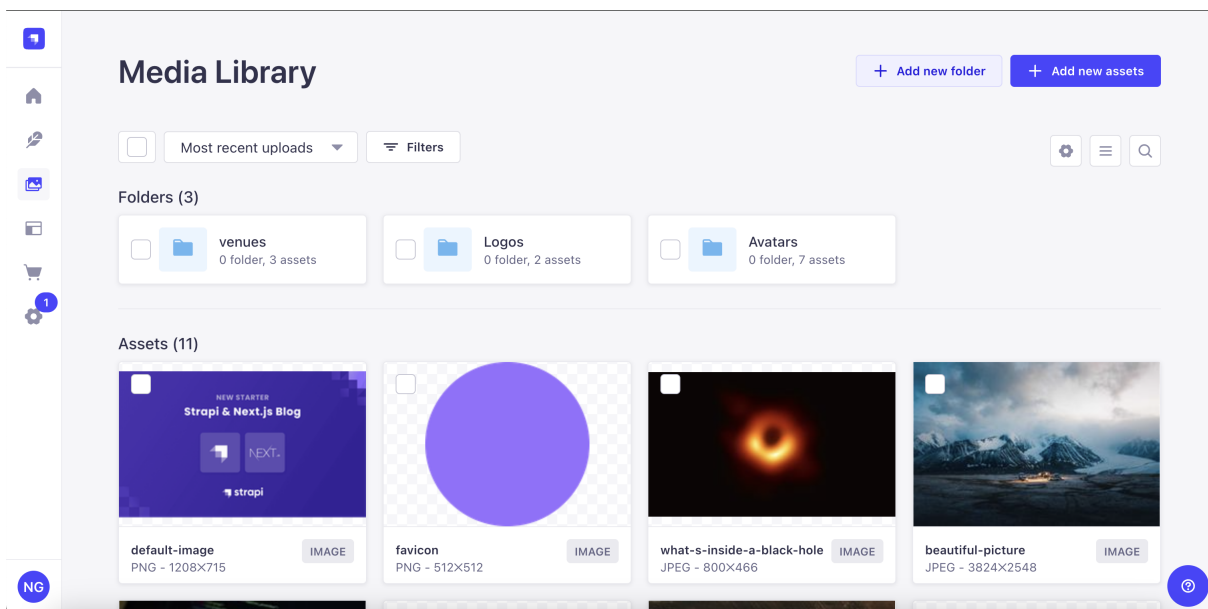 Media Library
Add new folder
Add new assets
Most recent uploads
Filters
Folders (3)
venues
0 folder, 3 assets
Logos
0 folder, 2 assets
Avatars
0 folder, 7 assets
1
Assets (11)
NEW STARTER
Strapi & Next.js Blog
NEXT.
strapi
default-image
IMAGE
PNG - 1208✕715
favicon
IMAGE
PNG - 512✕512
what-s-inside-a-black-hole
IMAGE
JPEG - 800✕466
beautiful-picture
IMAGE
JPEG - 3824✕2548
NG
?